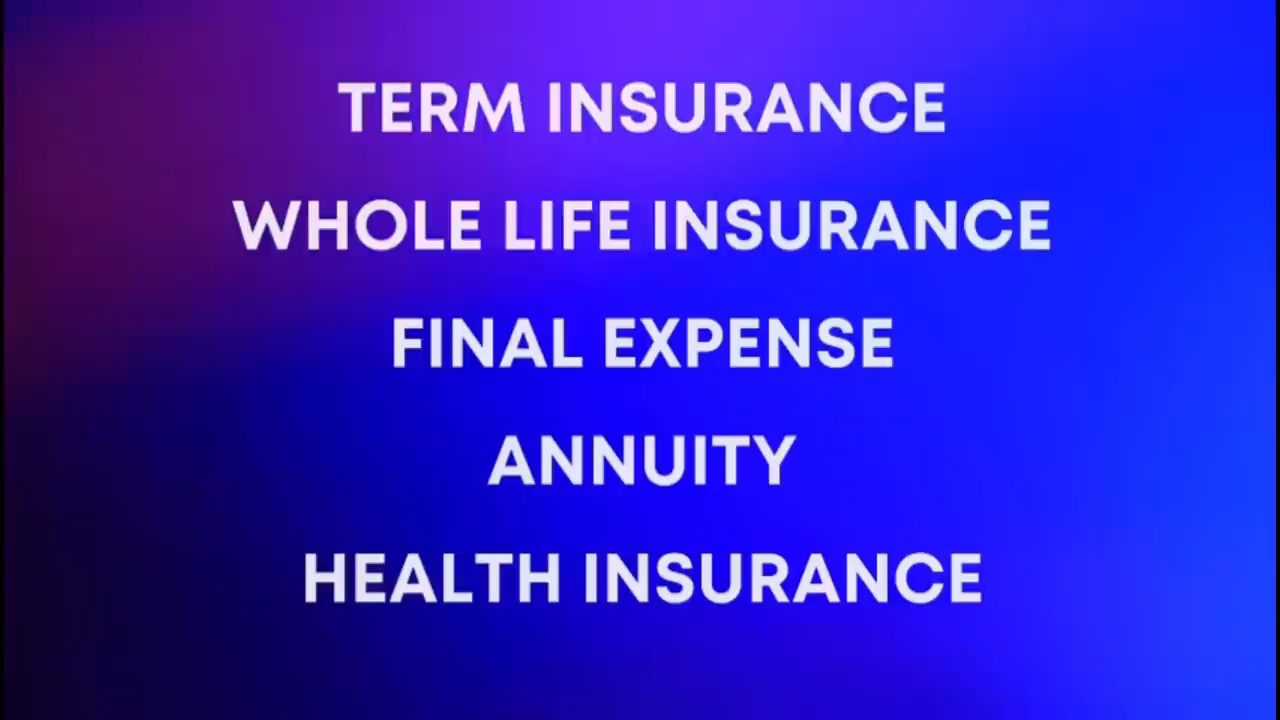 TERM INSURANCE
WHOLE LIFE INSURANCE
FINAL EXPENSE
ANNUITY
HEALTH INSURANCE